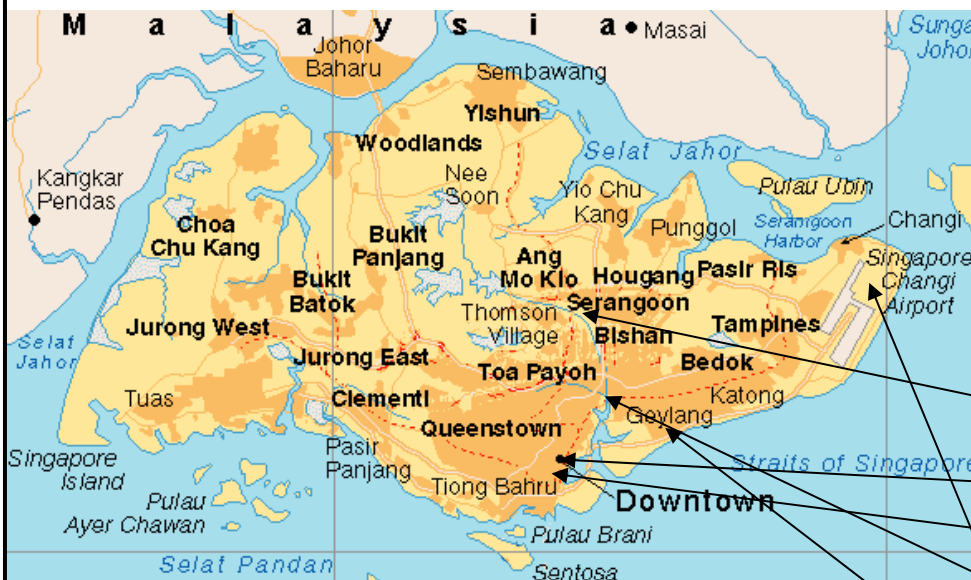 M a l a y s i a
Masai
Sunga
Johor
Johor
Baharu
Sembawang
Yishun
Woodlands
Selat Jahor
Nee
Soon
Kangkar
Pendas
Yio Chu
Kang
Pulau Ubin
Punggol
Serangoon
Harbor
Changi
Choa
Chu Kang
Bukit
Panjang
Ang
Mo Kio
Hougang
Pasir Ris
Singapore
Changi
Airport
Bukit
Batok
Serangoon
Thomson
Village
Bishan
Tampines
Jurong West
Selat
Jahor
Jurong East
Toa Payoh
Bedok
Tuas
Clementi
Katong
Geylang
Queenstown
Pasir
Panjang
Singapore
Island
Straits of Singapore
Tiong Bahru
Downtown
Pulau
Ayer Chawan
Pulau Brani
Selat Pandan
Sentosa